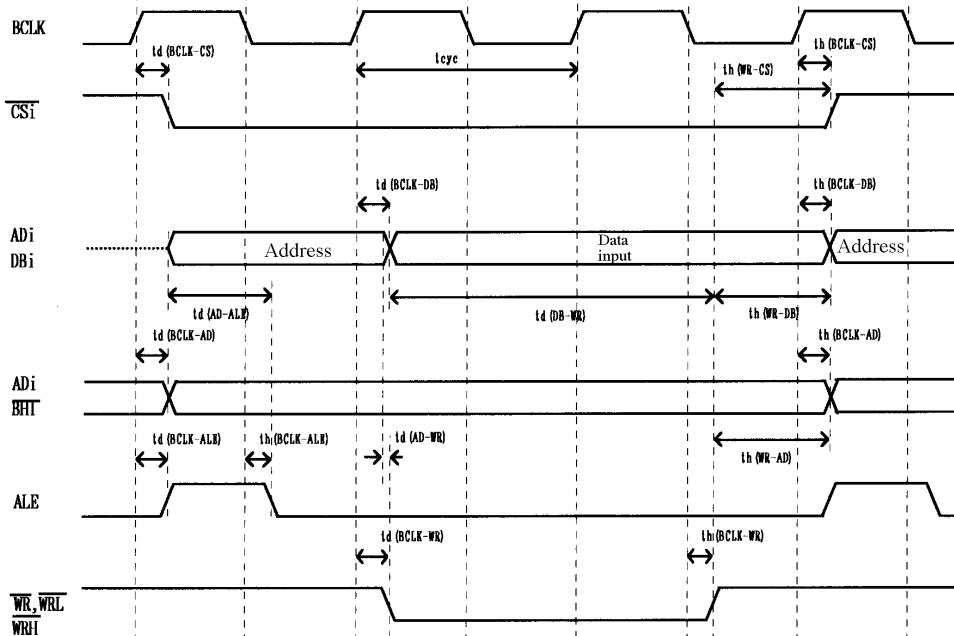 BCLK
td(BCLK-CS)
tcyc
th(BCLK-CS)
th(WR-CS)
CSi
td(BCLK-DB)
th(BCLK-DB)
ADi
DBi
Address
Data
input
Address
td(AD-ALE)
td(DB-WR)
th(WR-DB)
td(BCLK-AD)
th(BCLK-AD)
ADi
BHI
td(BCLK-ALE)
th(BCLK-ALE)
td(AD-WR)
th(WR-AD)
ALE
td(BCLK-WR)
th(BCLK-WR)
WR,WRL
WRH